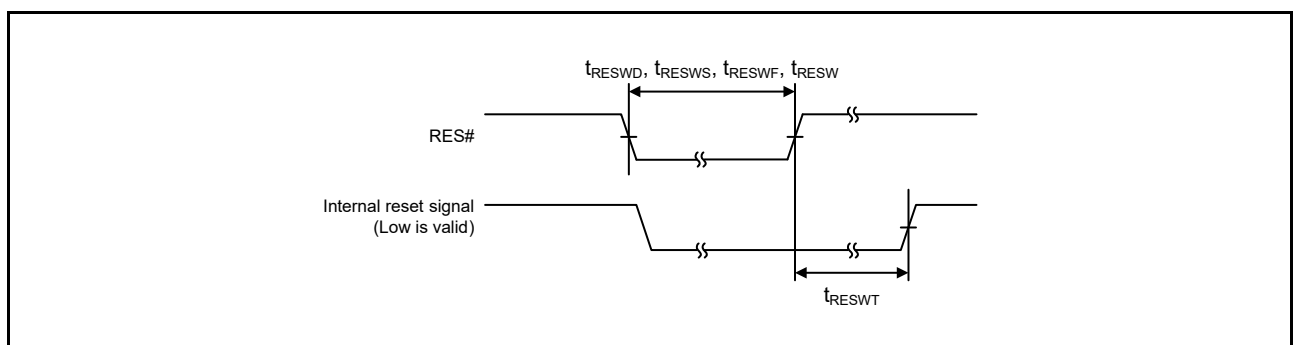 tRESWD, tRESWS, tRESWF, tRESW
RES#
Internal reset signal
(Low is valid)
tRESWT